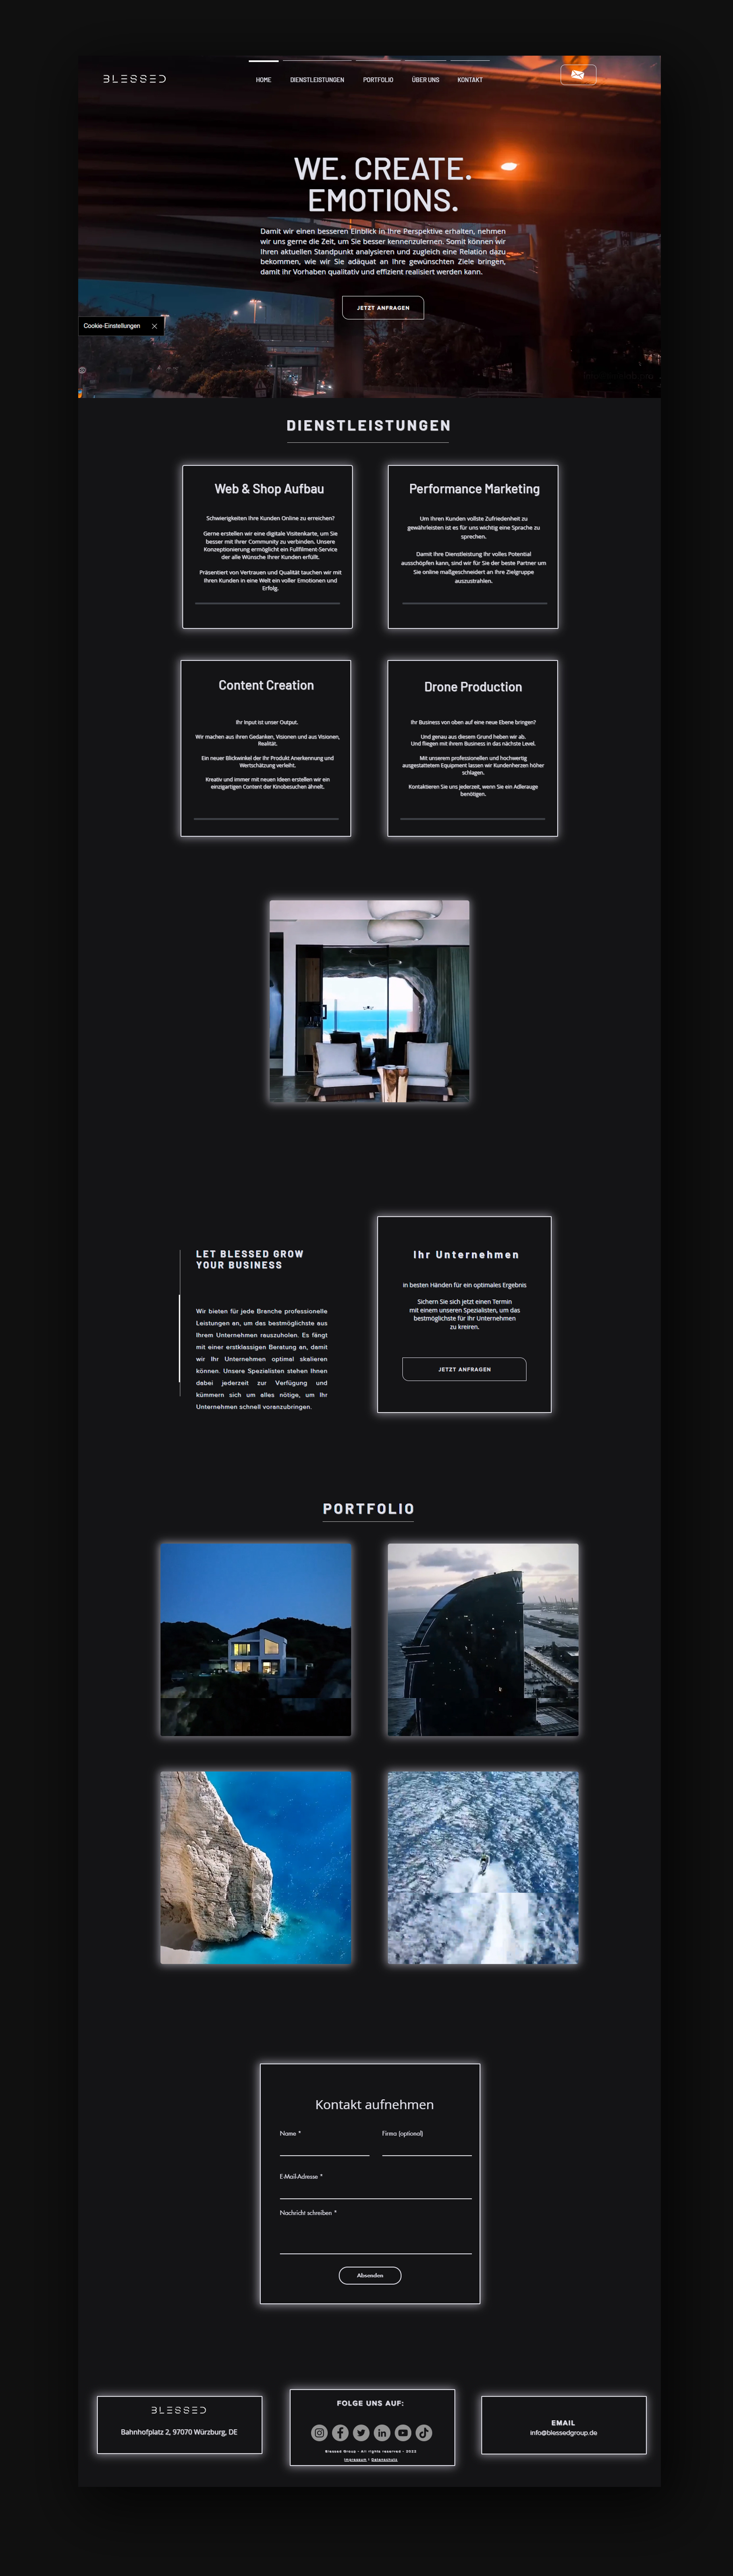 BLESSED
HOME
DIENSTLEISTUNGEN
PORTFOLIO
ÜBER UNS
KONTAKT
WE. CREATE.
EMOTIONS.
Damit wir einen besseren Einblick in Ihre Perspektive erhalten, nehmen
wir uns gerne die Zeit, um Sie besser kennenzulernen. Somit können wir
Ihren aktuellen Standpunkt analysieren und zugleich eine Relation dazu
bekommen, wie wir Sie adäquat an Ihre gewünschten Ziele bringen,
damit ihr Vorhaben qualitativ und effizient realisiert werden kann.
JETZT ANFRAGEN
Cookie-Einstellungen
DIENSTLEISTUNGEN
Web & Shop Aufbau
Schwierigkeiten Ihre Kunden Online zu erreichen?
Gerne erstellen wir eine digitale Visitenkarte, um Sie
besser mit Ihrer Community zu verbinden. Unsere
Konzeptionierung ermöglicht ein Fullfilment-Service
der alle Wünsche Ihrer Kunden erfüllt.
Präsentiert von Vertrauen und Qualität tauchen wir mit
Ihren Kunden in eine Welt ein voller Emotionen und
Erfolg.
Performance Marketing
Um Ihren Kunden vollste Zufriedenheit zu
gewährleisten ist es für uns wichtig eine Sprache zu
sprechen.
Damit Ihre Dienstleistung Ihr volles Potential
ausschöpfen kann, sind wir für Sie der beste Partner um
Sie online maßgeschneidert an Ihre Zielgruppe
auszustrahlen.
Content Creation
Ihr Input ist unser Output.
Wir machen aus ihren Gedanken, Visionen und aus Visionen,
Realität.
Ein neuer Blickwinkel der Ihr Produkt Anerkennung und
Wertschätzung verleiht.
Kreativ und immer mit neuen Ideen erstellen wir ein
einzigartigen Content der Kinobesuchen ähnelt.
Drone Production
Ihr Business von oben auf eine neue Ebene bringen?
Und genau aus diesem Grund heben wir ab.
Und fliegen mit ihrem Business in das nächste Level.
Mit unserem professionellen und hochwertig
ausgestattetem Equipment lassen wir Kundenherzen höher
schlagen.
Kontaktieren Sie uns jederzeit, wenn Sie ein Adlerauge
benötigen.
LET BLESSED GROW
YOUR BUSINESS
Wir bieten für jede Branche professionelle
Leistungen an, um das bestmöglichste aus
Ihrem Unternehmen rauszuholen. Es fängt
mit einer erstklassigen Beratung an, damit
wir Ihr Unternehmen optimal skalieren
können. Unsere Spezialisten stehen Ihnen
dabei jederzeit zur Verfügung und
kümmern sich um alles nötige, um Ihr
Unternehmen schnell voranzubringen.
Ihr Unternehmen
in besten Händen für ein optimales Ergebnis
Sichern Sie sich jetzt einen Termin
mit einem unseren Spezialisten, um das
bestmöglichste für Ihr Unternehmen
zu kreiren.
JETZT ANFRAGEN
PORTFOLIO
W
Kontakt aufnehmen
Name *
Firma (optional)
E-Mail-Adresse *
Nachricht schreiben *
Absenden
BLESSED
Bahnhofplatz 2, 97070 Würzburg, DE
FOLGE UNS AUF:
Blessed Group - All rights reserved - 2022
Impressum • Datenschutz
EMAIL
info@blessedgroup.de